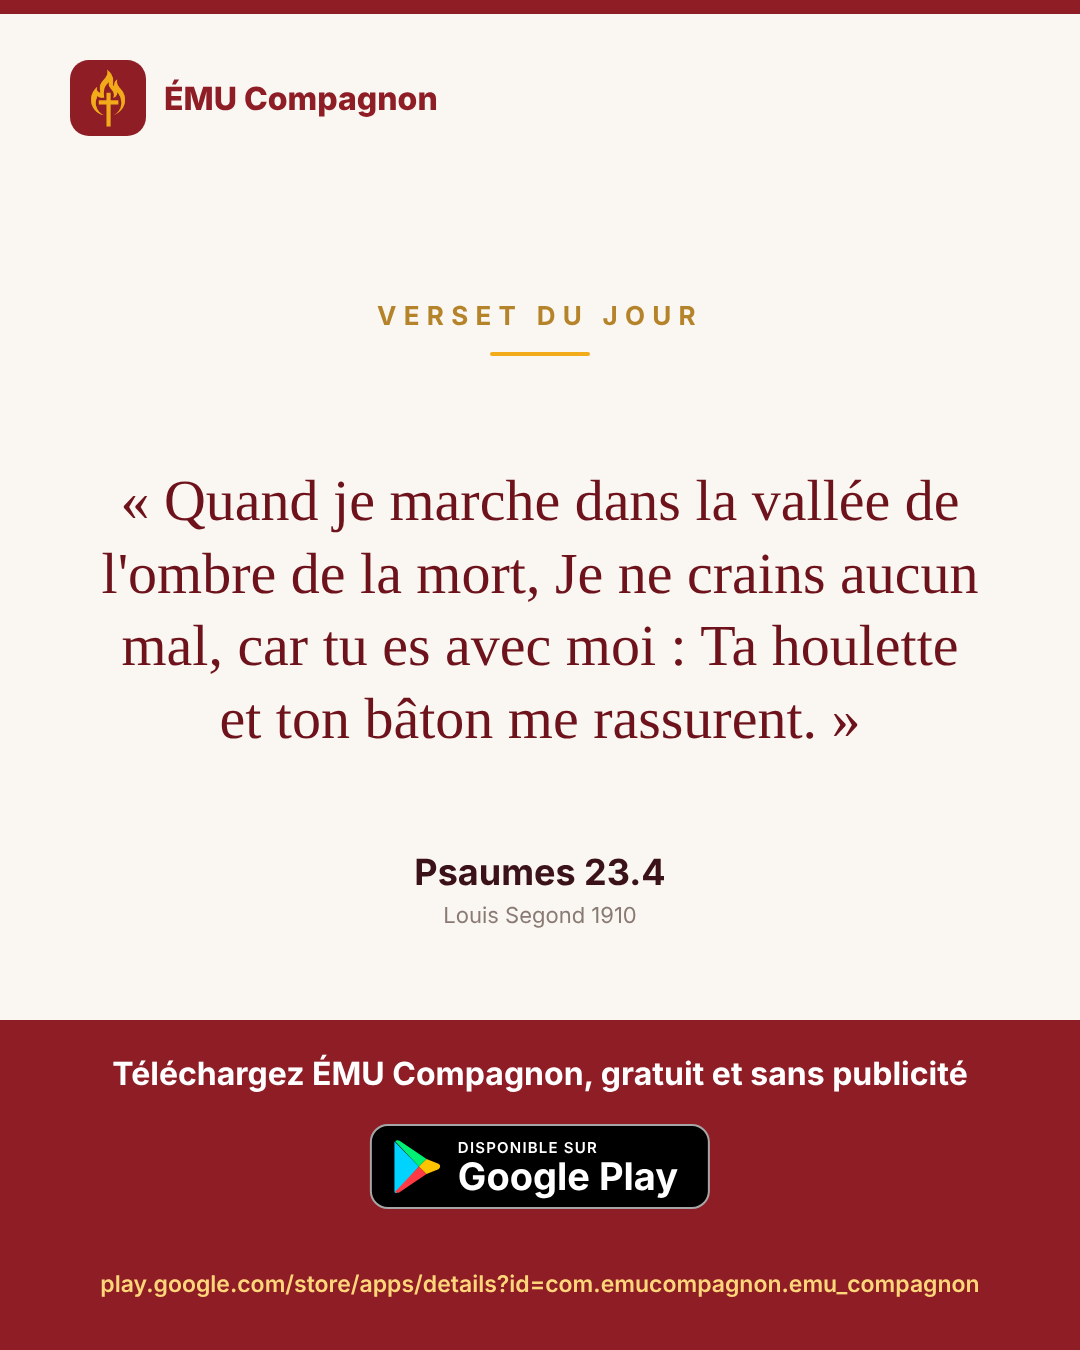 ÉMU Compagnon
VERSET DU JOUR
« Quand je marche dans la vallée de
l'ombre de la mort, Je ne crains aucun
mal, car tu es avec moi : Ta houlette
et ton bâton me rassurent. »
Psaumes 23.4
Louis Segond 1910
Téléchargez ÉMU Compagnon, gratuit et sans publicité
DISPONIBLE SUR
Google Play
play.google.com/store/apps/details?id=com.emucompagnon.emu_compagnon